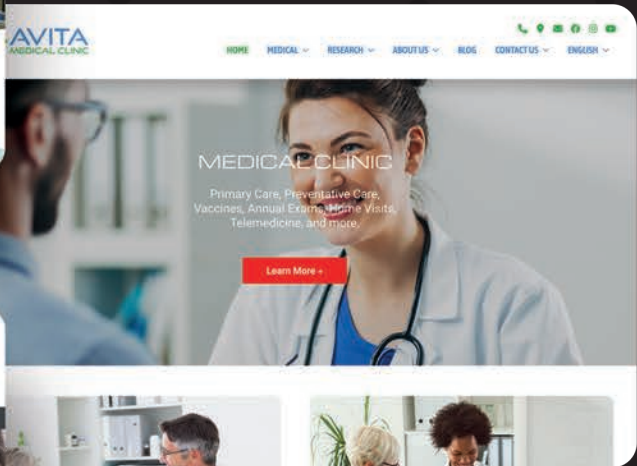 AVITA
MEDICAL CLINIC
HOME MEDICAL RESEARCH ABOUT US BLOG CONTACT US ENGLISH
MEDICAL CLINIC
Primary Care, Preventative Care,
Vaccines, Annual Exams, Home Visits,
Telemedicine, and more.
Learn More +